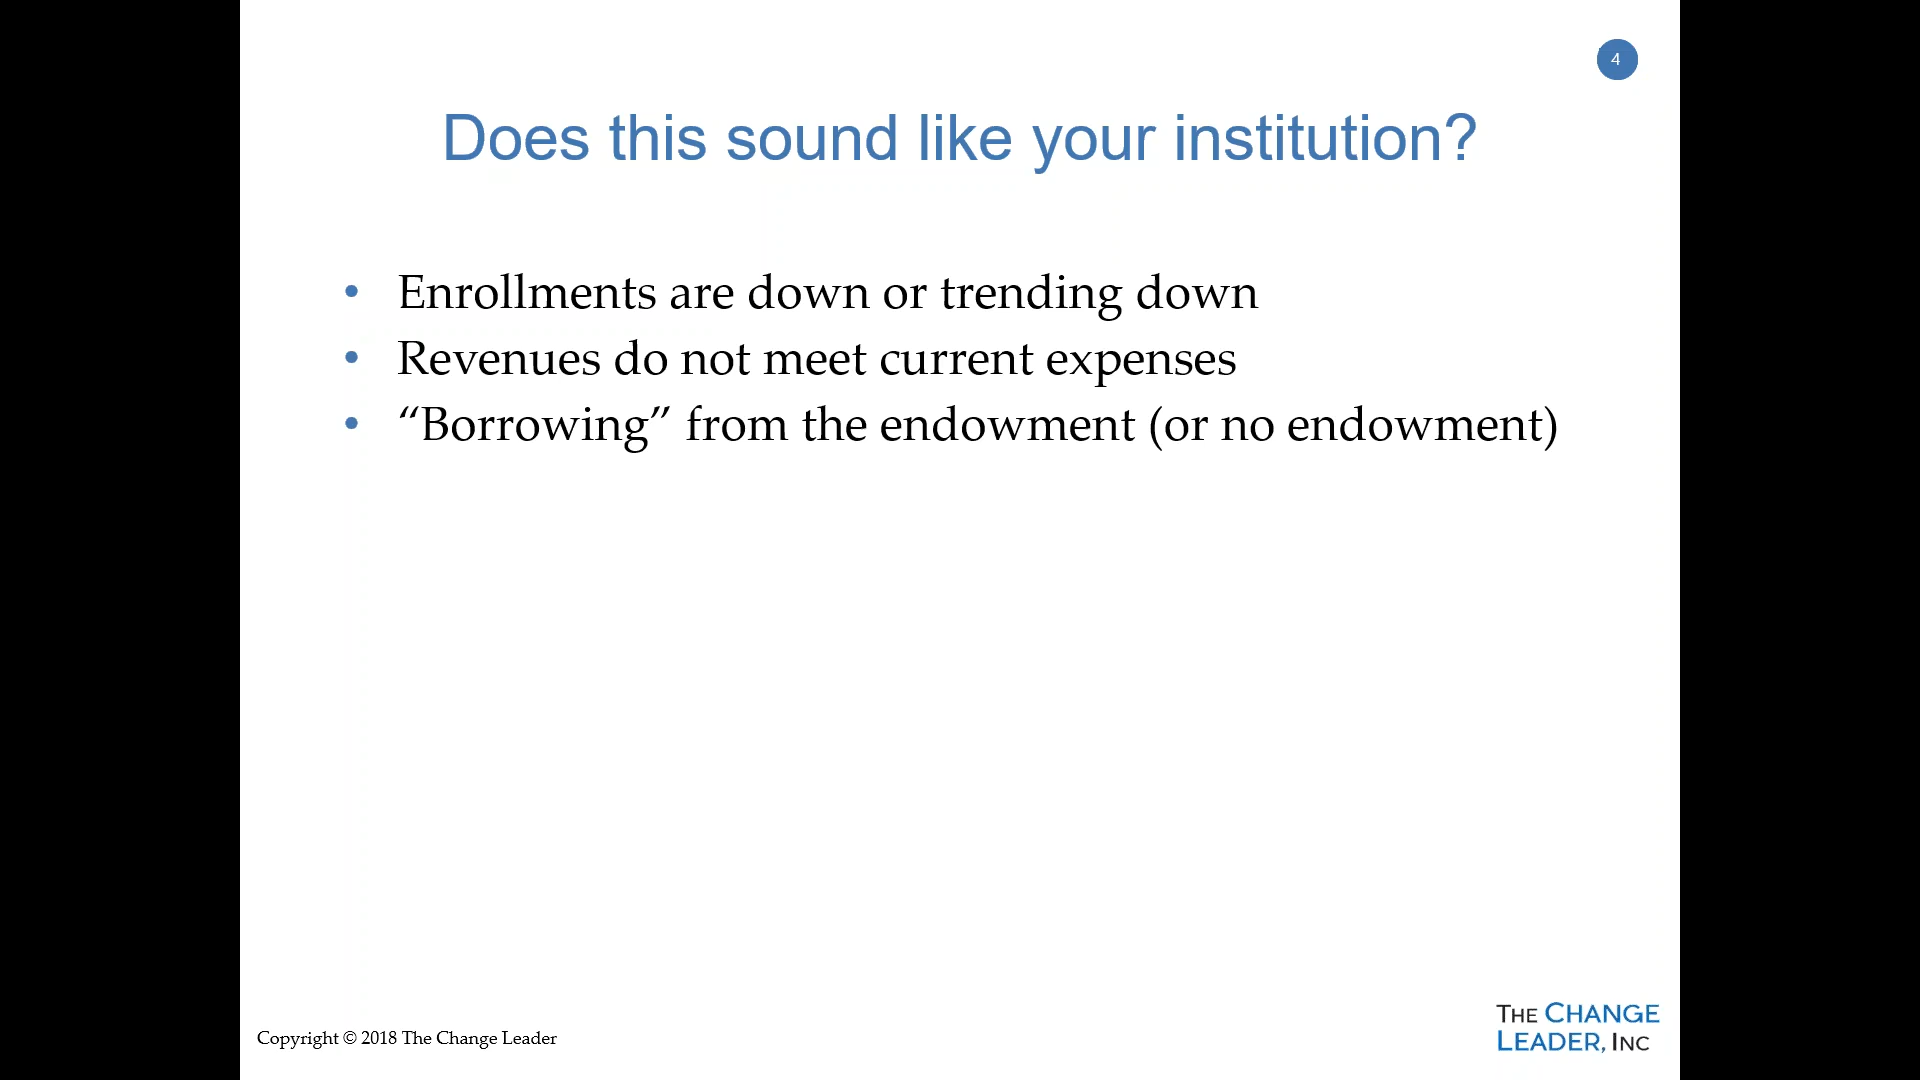 4
Does this sound like your institution?
• Enrollments are down or trending down
• Revenues do not meet current expenses
• “Borrowing” from the endowment (or no endowment)
Copyright © 2018 The Change Leader
THE CHANGE
LEADER, INC